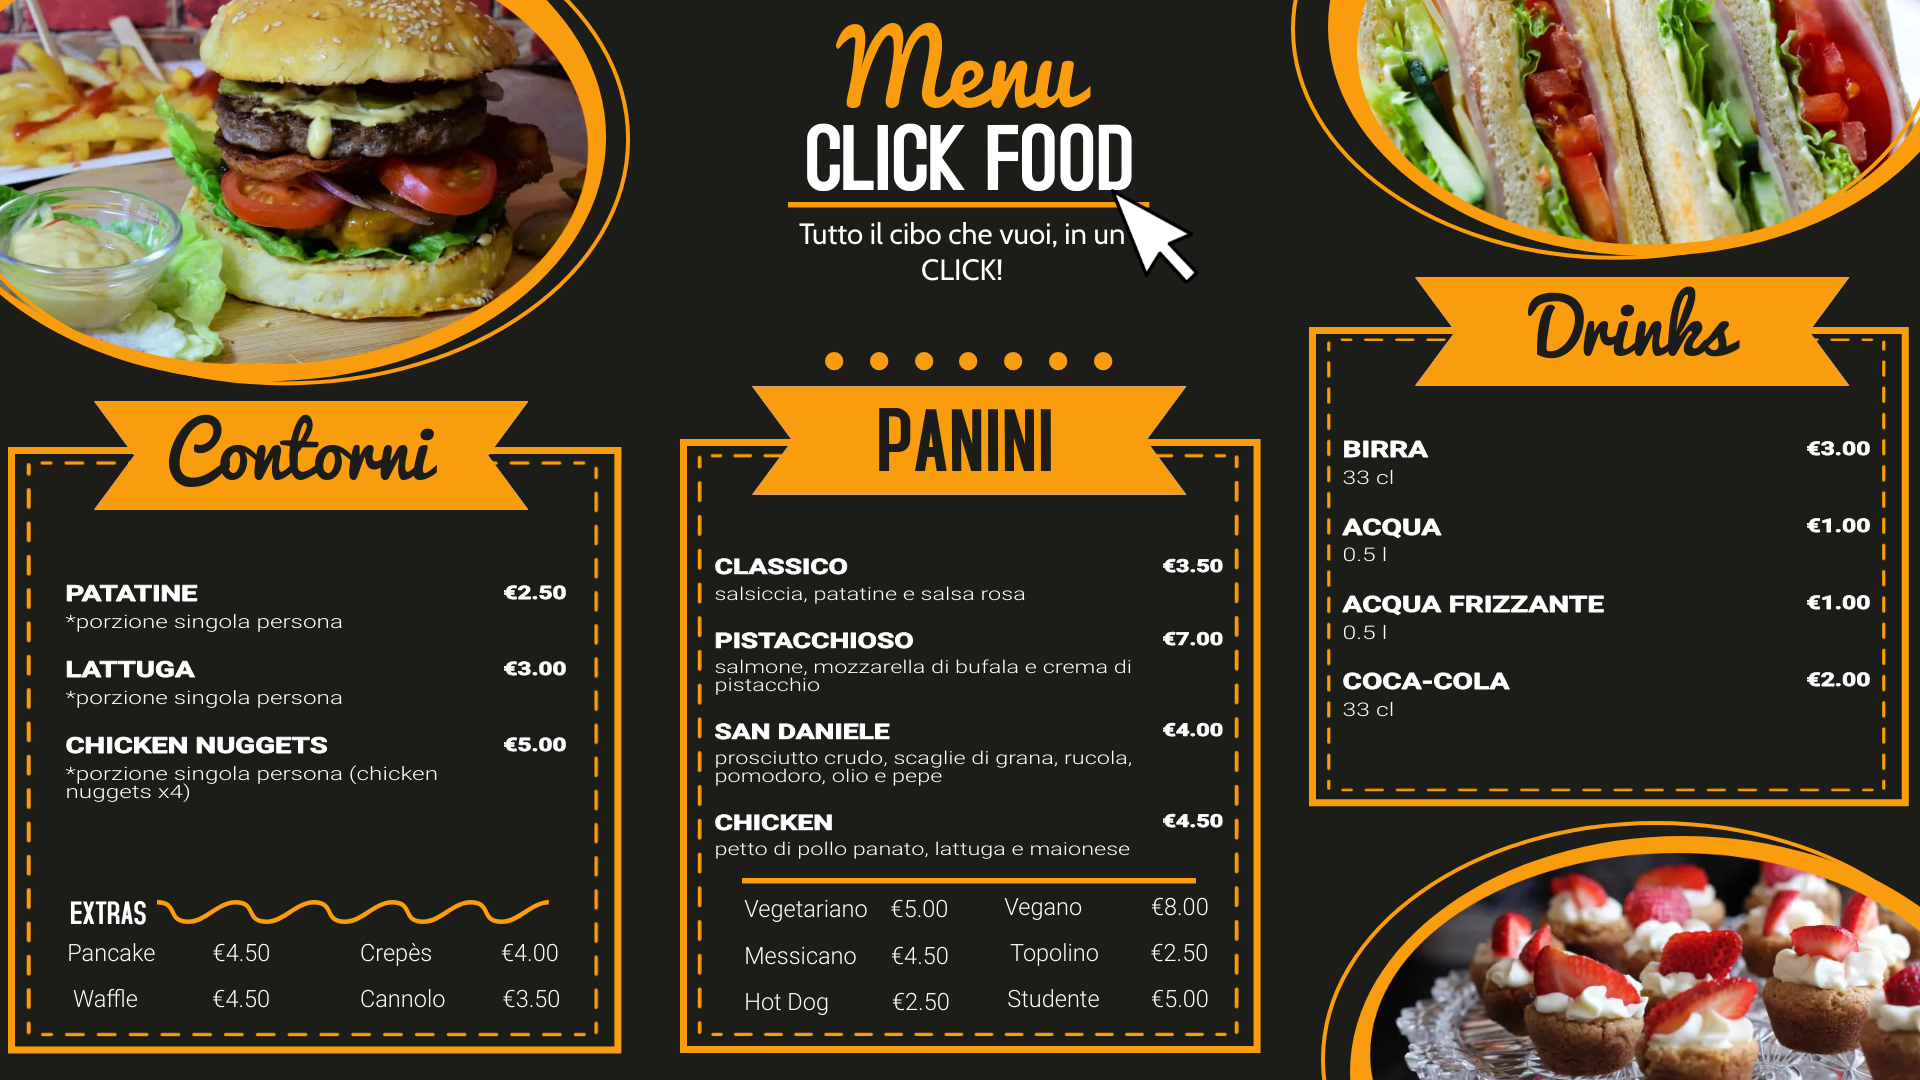 Menu
CLICK FOOD
Tutto il cibo che vuoi, in un
CLICK!
Contorni
PATATINE €2.50
*porzione singola persona
LATTUGA €3.00
*porzione singola persona
CHICKEN NUGGETS €5.00
*porzione singola persona (chicken
nuggets x4)
EXTRAS
Pancake €4.50 Crepès €4.00
Waffle €4.50 Cannolo €3.50
PANINI
CLASSICO €3.50
salsiccia, patatine e salsa rosa
PISTACCHIOSO €7.00
salmone, mozzarella di bufala e crema di
pistacchio
SAN DANIELE €4.00
prosciutto crudo, scaglie di grana, rucola,
pomodoro, olio e pepe
CHICKEN €4.50
petto di pollo panato, lattuga e maionese
Vegetariano €5.00 Vegano €8.00
Messicano €4.50 Topolino €2.50
Hot Dog €2.50 Studente €5.00
Drinks
BIRRA €3.00
33 cl
ACQUA €1.00
0.5 l
ACQUA FRIZZANTE €1.00
0.5 l
COCA-COLA €2.00
33 cl